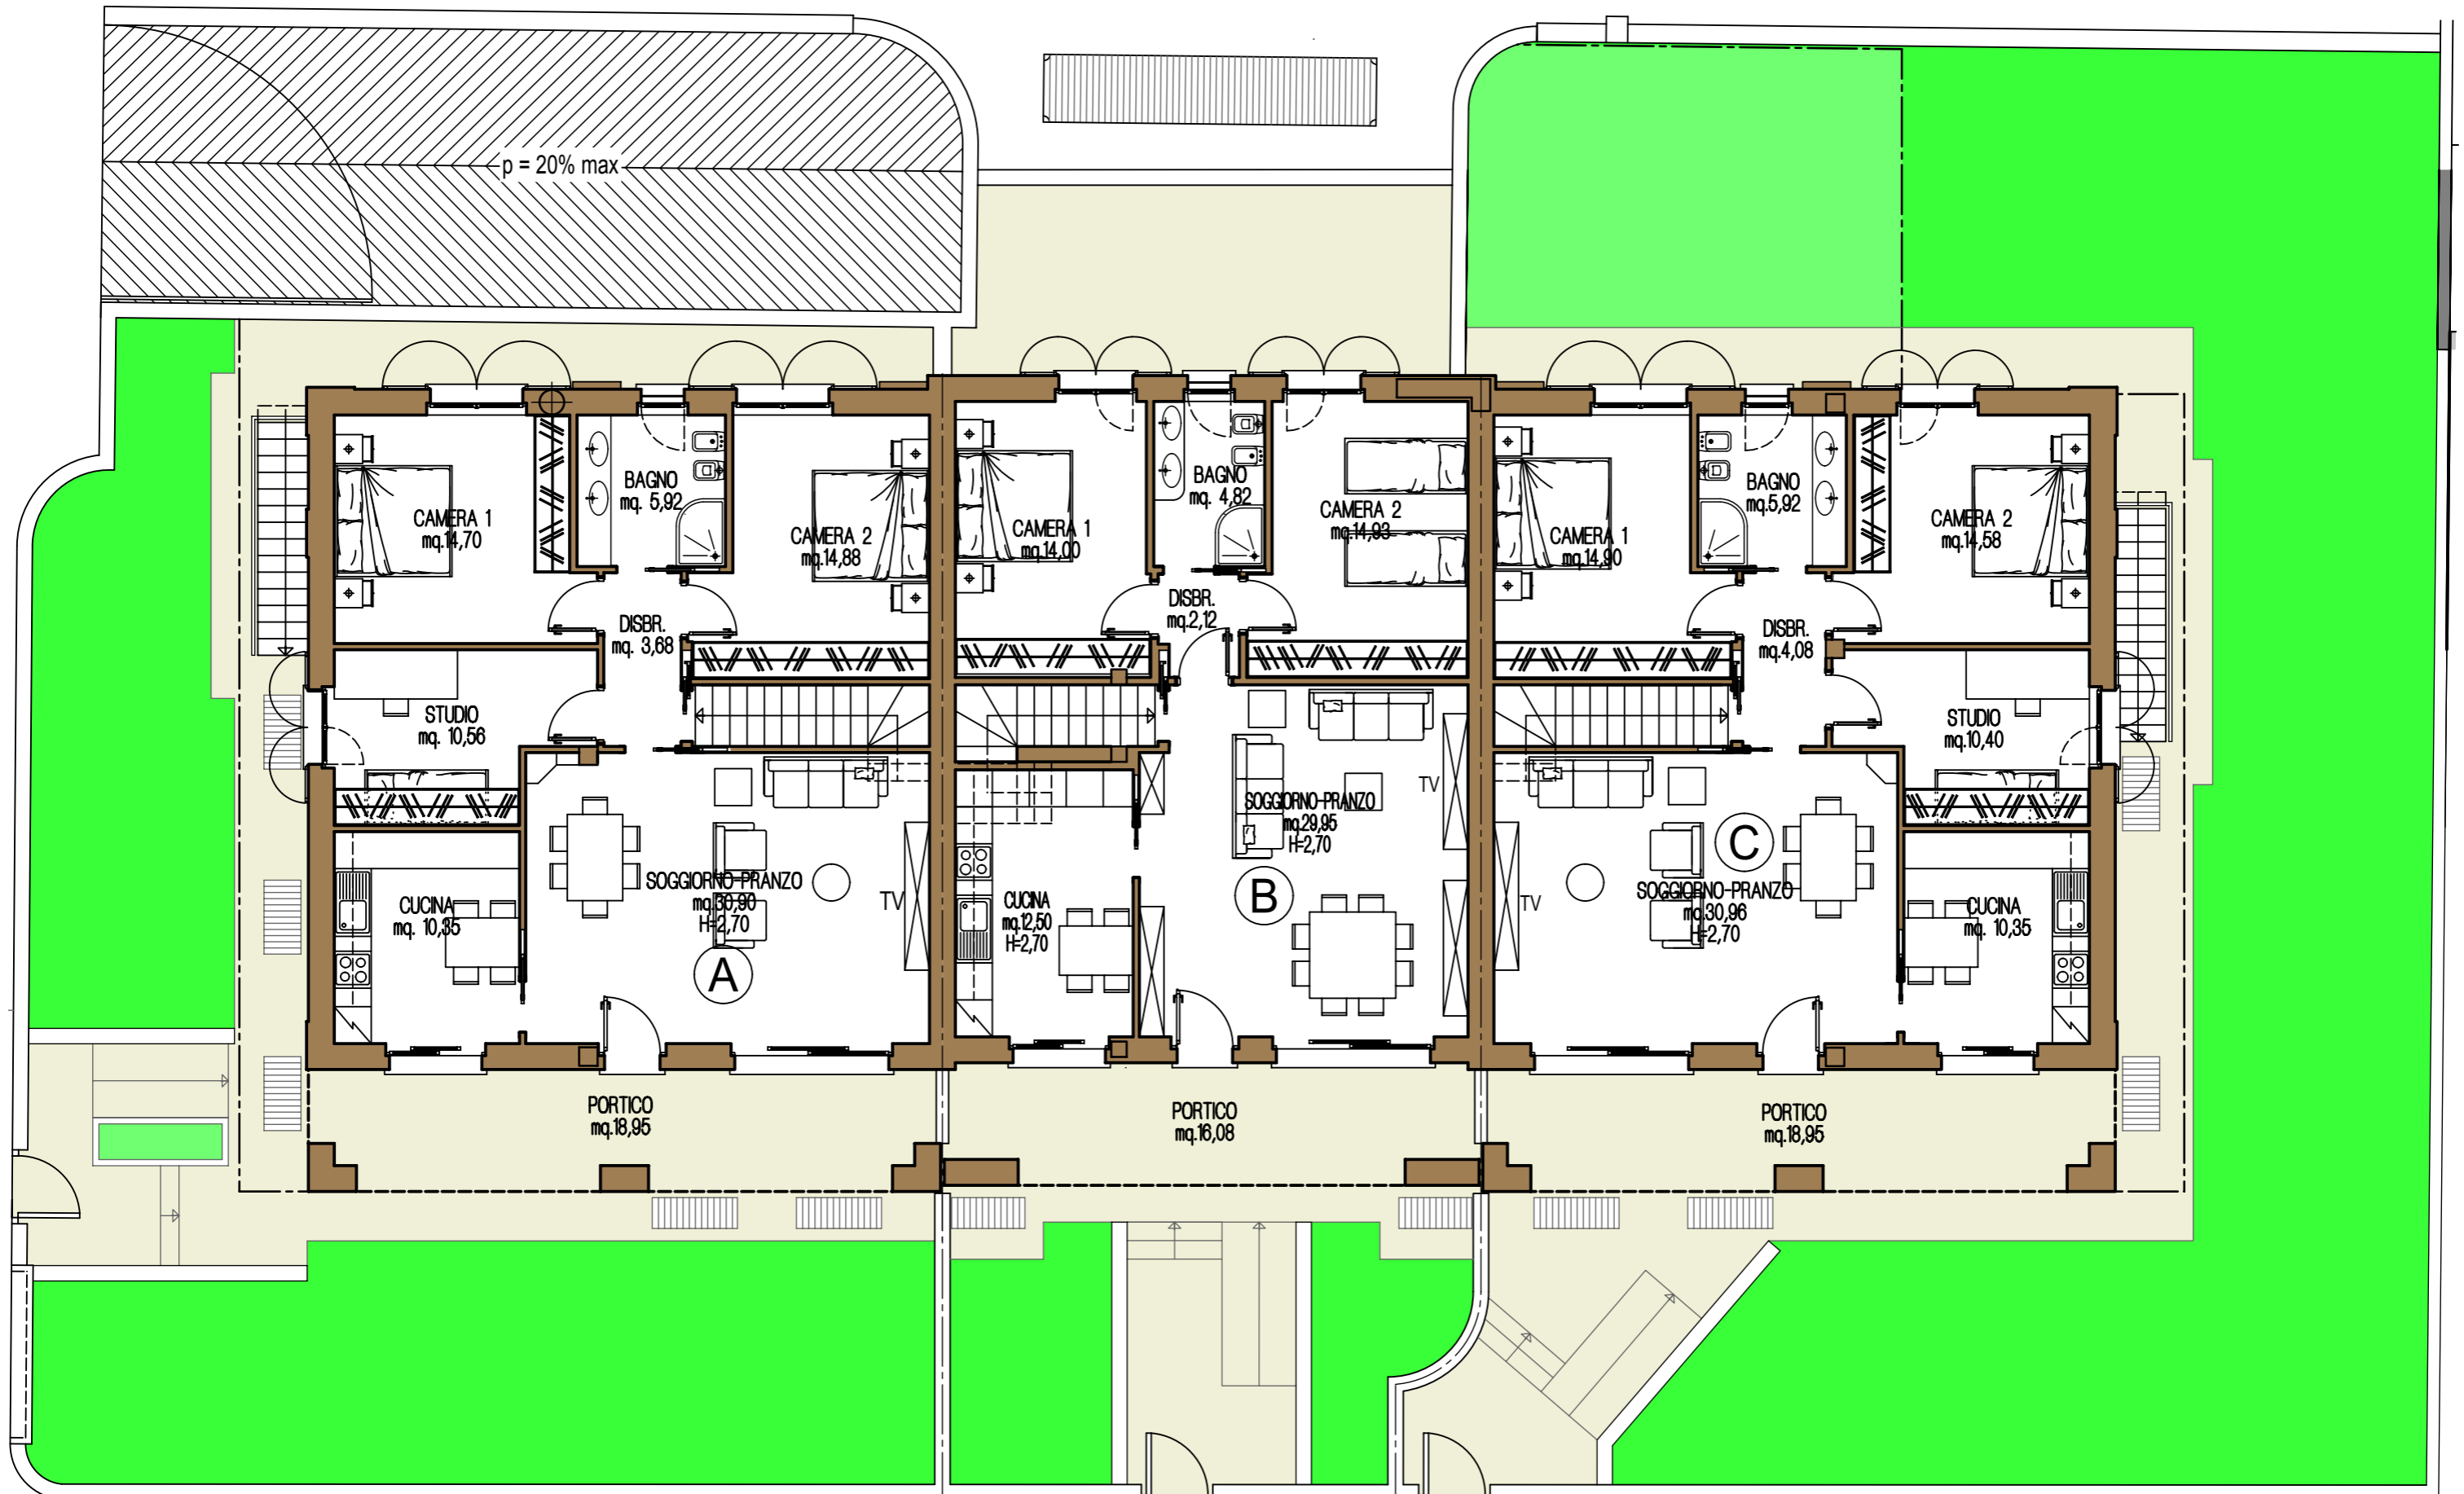 p = 20% max
CAMERA 1
mq.14,70
BAGNO
mq. 5,92
CAMERA 2
mq.14,88
DISBR.
mq. 3,68
STUDIO
mq. 10,56
CUCINA
mq. 10,35
SOGGIORNO-PRANZO
mq.30,90
H=2,70
TV
A
PORTICO
mq.18,95
CAMERA 1
mq.14,00
BAGNO
mq. 4,82
CAMERA 2
mq.14,93
DISBR.
mq.2,12
SOGGIORNO-PRANZO
mq.29,95
H=2,70
TV
B
CUCINA
mq.12,50
H=2,70
PORTICO
mq.16,08
CAMERA 1
mq.14,90
BAGNO
mq.5,92
CAMERA 2
mq.14,58
DISBR.
mq.4,08
STUDIO
mq.10,40
C
SOGGIORNO-PRANZO
mq.30,96
H=2,70
TV
CUCINA
mq. 10,35
PORTICO
mq.18,95